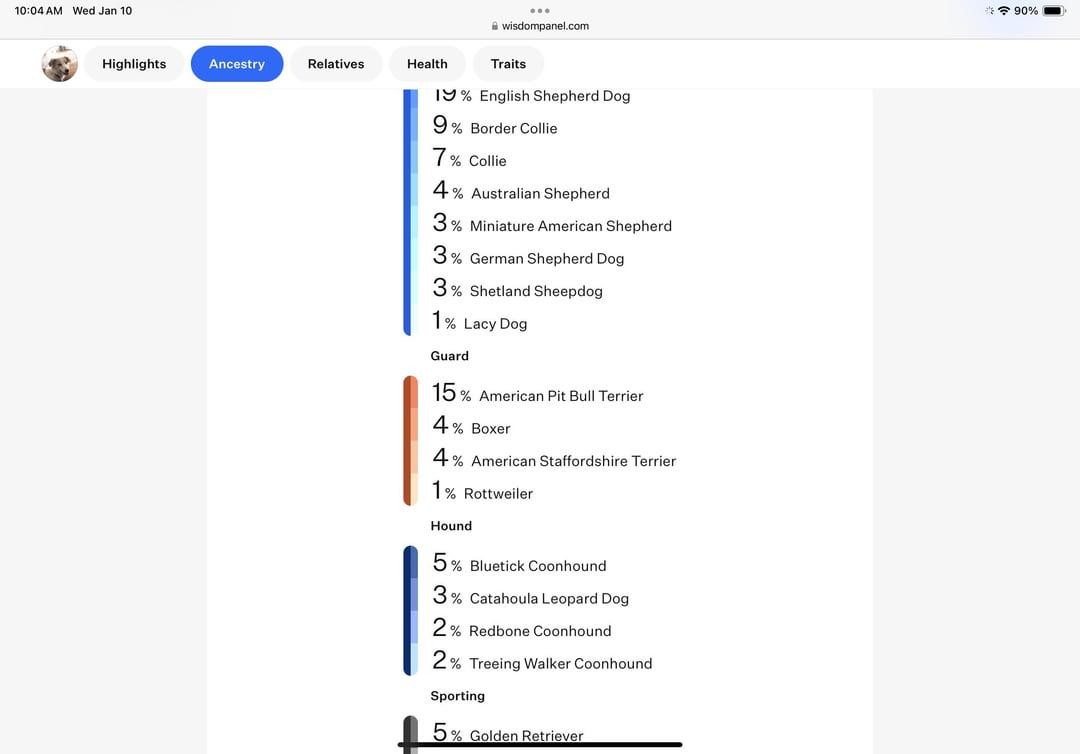 10:04 AM Wed Jan 10
90%
wisdompanel.com
Highlights Ancestry Relatives Health Traits
19 % English Shepherd Dog
9 % Border Collie
7 % Collie
4 % Australian Shepherd
3 % Miniature American Shepherd
3 % German Shepherd Dog
3 % Shetland Sheepdog
1 % Lacy Dog
Guard
15 % American Pit Bull Terrier
4 % Boxer
4 % American Staffordshire Terrier
1 % Rottweiler
Hound
5 % Bluetick Coonhound
3 % Catahoula Leopard Dog
2 % Redbone Coonhound
2 % Treeing Walker Coonhound
Sporting
5 % Golden Retriever